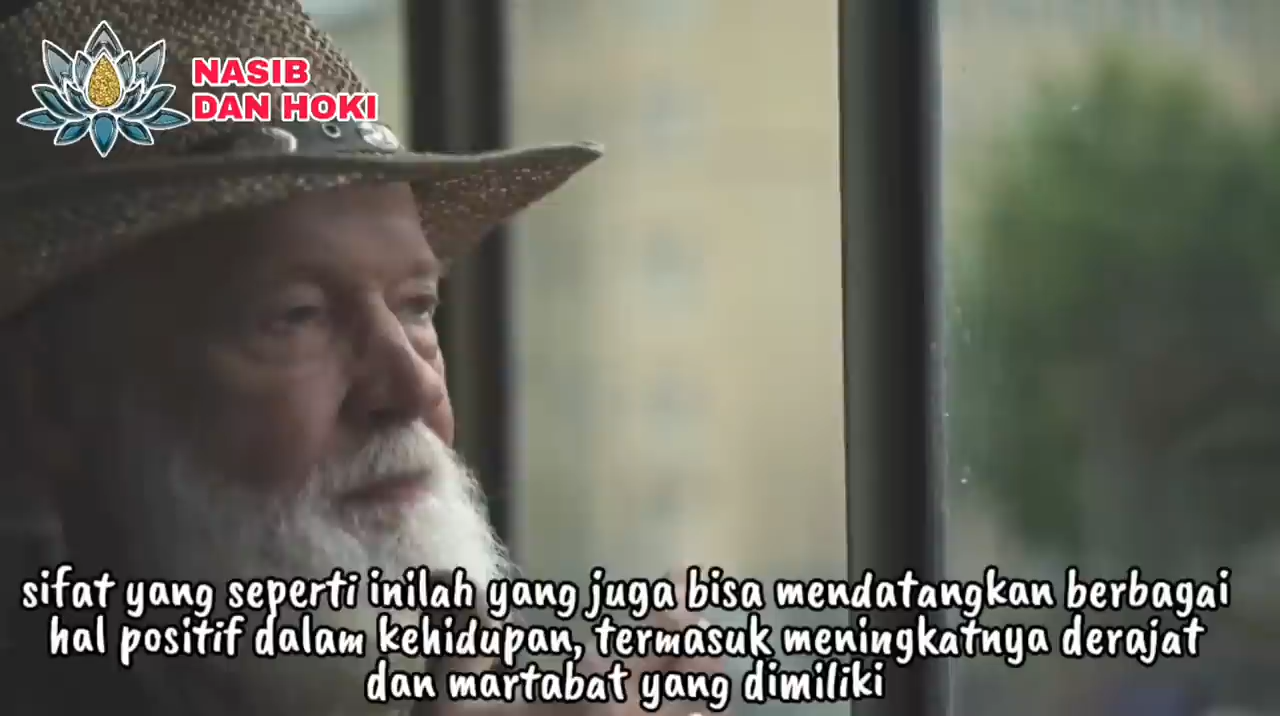 NASIB
DAN HOKI
sifat yang seperti inilah yang juga bisa mendatangkan berbagai
hal positif dalam kehidupan, termasuk meningkatnya derajat
dan martabat yang dimiliki